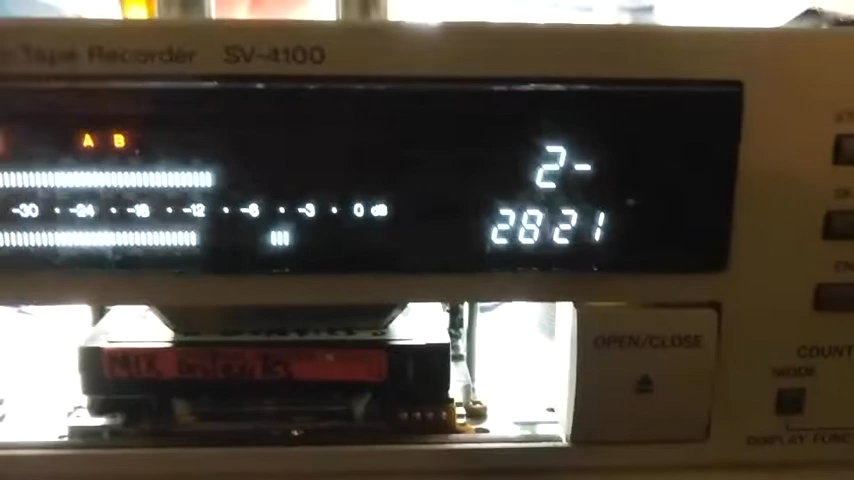 Tape Recorder SV-4100
A B
-30 · -24 · -18 · -12 · -6 · -3 · 0 dB
2-
2821
OPEN/CLOSE
MIX
COUNT
MODE
DISPLAY FUNC